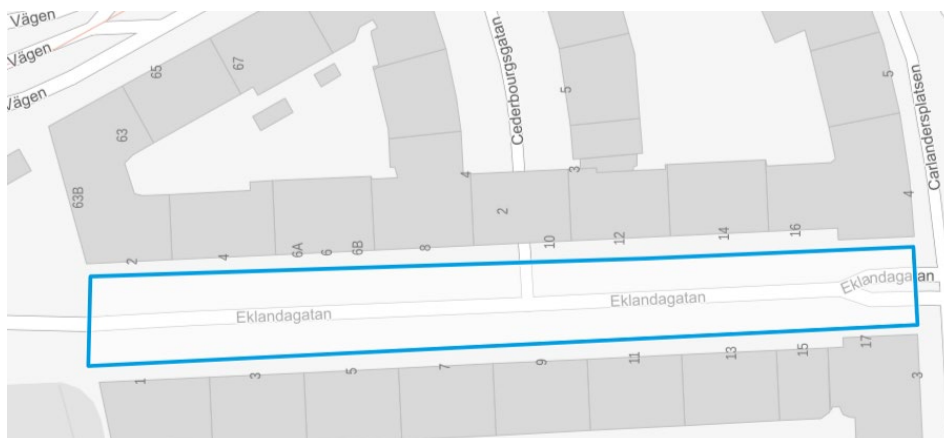 Vägen
Vägen
Vägen
65
67
63
63B
Cederbourgsgatan
5
3
4
2
5
Carlandersplatsen
4
2
4
6A
6
6B
8
10
12
14
16
Eklandagatan
Eklandagatan
Eklandagatan
1
3
5
7
9
11
13
15
17
3